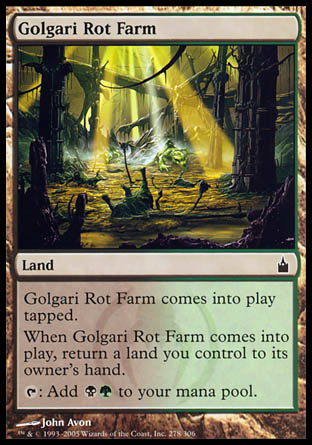 Golgari Rot Farm
Land
Golgari Rot Farm comes into play
tapped.
When Golgari Rot Farm comes into
play, return a land you control to its
owner's hand.
: Add to your mana pool.
John Avon
™ & © 1993–2005 Wizards of the Coast, Inc. 278/306